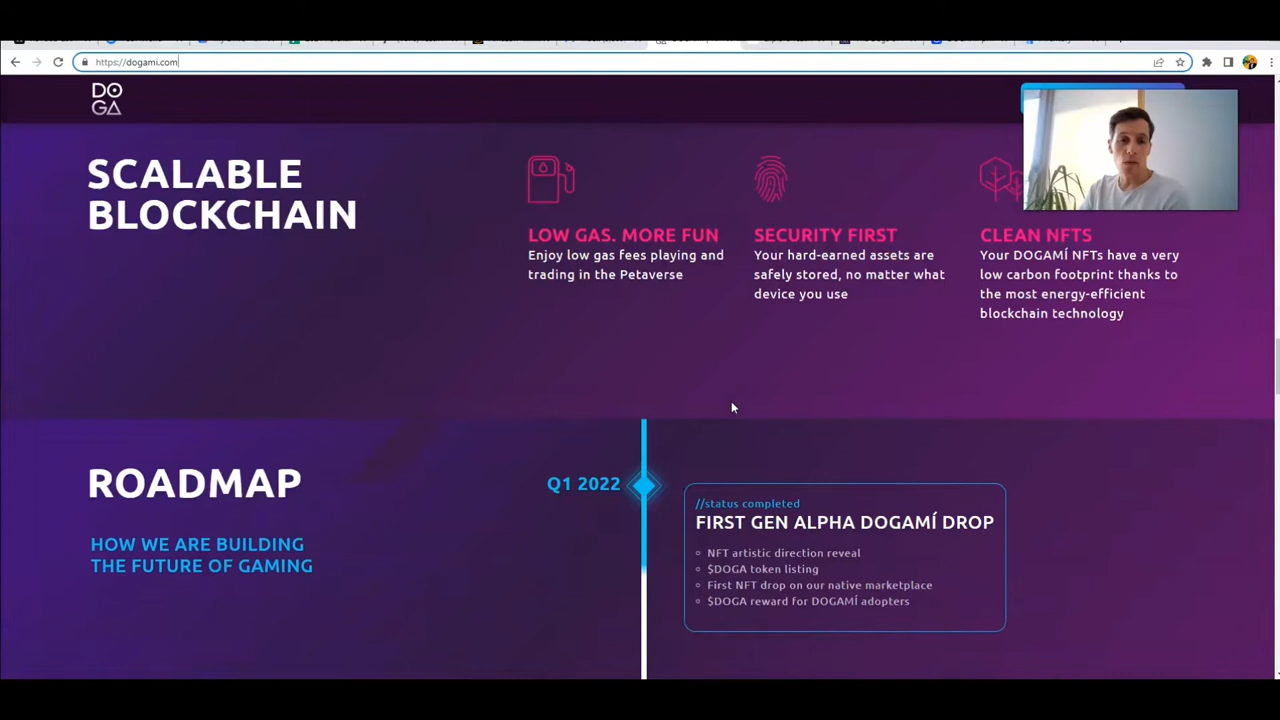 https://dogami.com
DO
GA
SCALABLE
BLOCKCHAIN
LOW GAS. MORE FUN
Enjoy low gas fees playing and
trading in the Petaverse
SECURITY FIRST
Your hard-earned assets are
safely stored, no matter what
device you use
CLEAN NFTS
Your DOGAMÍ NFTs have a very
low carbon footprint thanks to
the most energy-efficient
blockchain technology
ROADMAP
HOW WE ARE BUILDING
THE FUTURE OF GAMING
Q1 2022
//status completed
FIRST GEN ALPHA DOGAMÍ DROP
NFT artistic direction reveal
$DOGA token listing
First NFT drop on our native marketplace
$DOGA reward for DOGAMÍ adopters